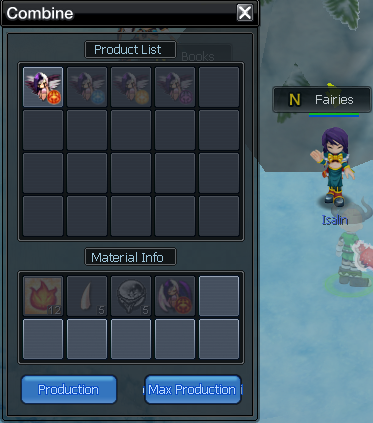 Combine
Product List
Books
N Fairies
Isalin
Material Info
12
5
5
Production
Max Production